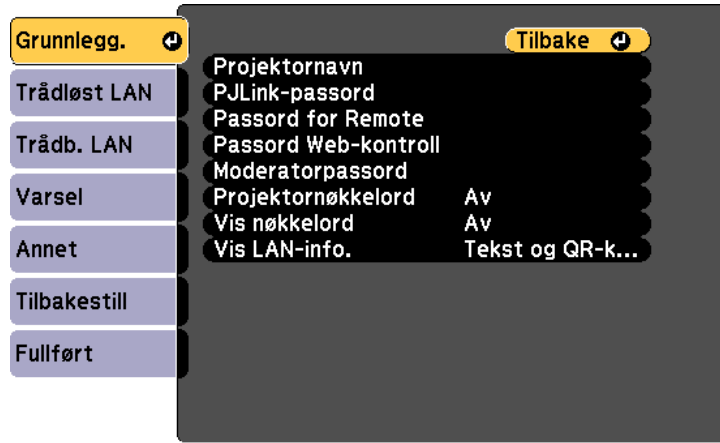 Grunnlegg.
Trådløst LAN
Trådb. LAN
Varsel
Annet
Tilbakestill
Fullført
Tilbake
Projektornavn
PJLink-passord
Passord for Remote
Passord Web-kontroll
Moderatorpassord
Projektornøkkelord Av
Vis nøkkelord Av
Vis LAN-info. Tekst og QR-k...